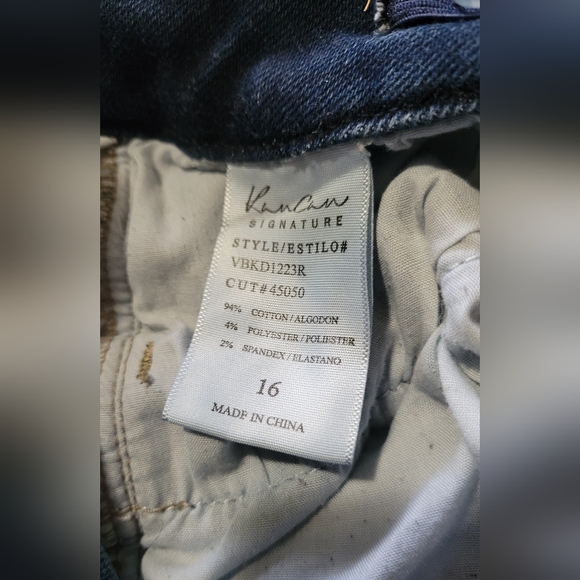 KanCan
SIGNATURE
STYLE/ESTILO#
VBKD1223R
CUT#45050
94% COTTON/ALGODON
4% POLYESTER/POLIESTER
2% SPANDEX/ELASTANO
16
MADE IN CHINA